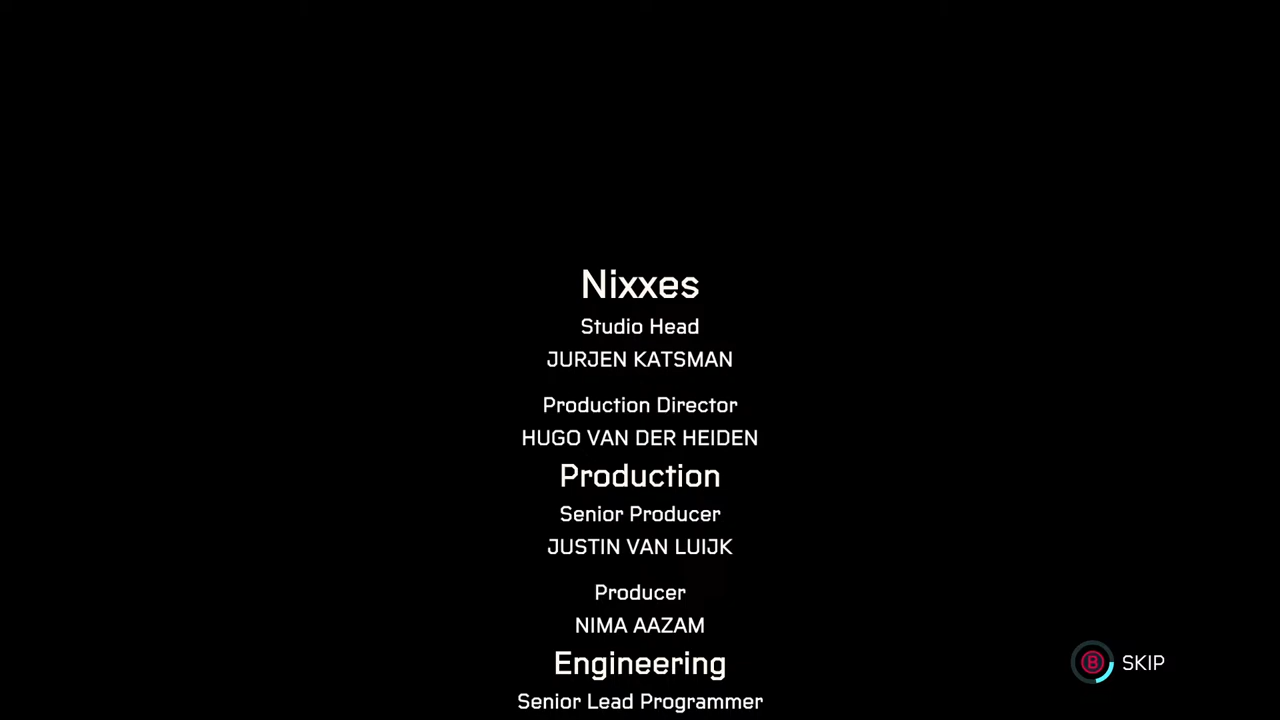 Nixxes
Studio Head
JURJEN KATSMAN
Production Director
HUGO VAN DER HEIDEN
Production
Senior Producer
JUSTIN VAN LUIJK
Producer
NIMA AAZAM
Engineering
Senior Lead Programmer
B SKIP